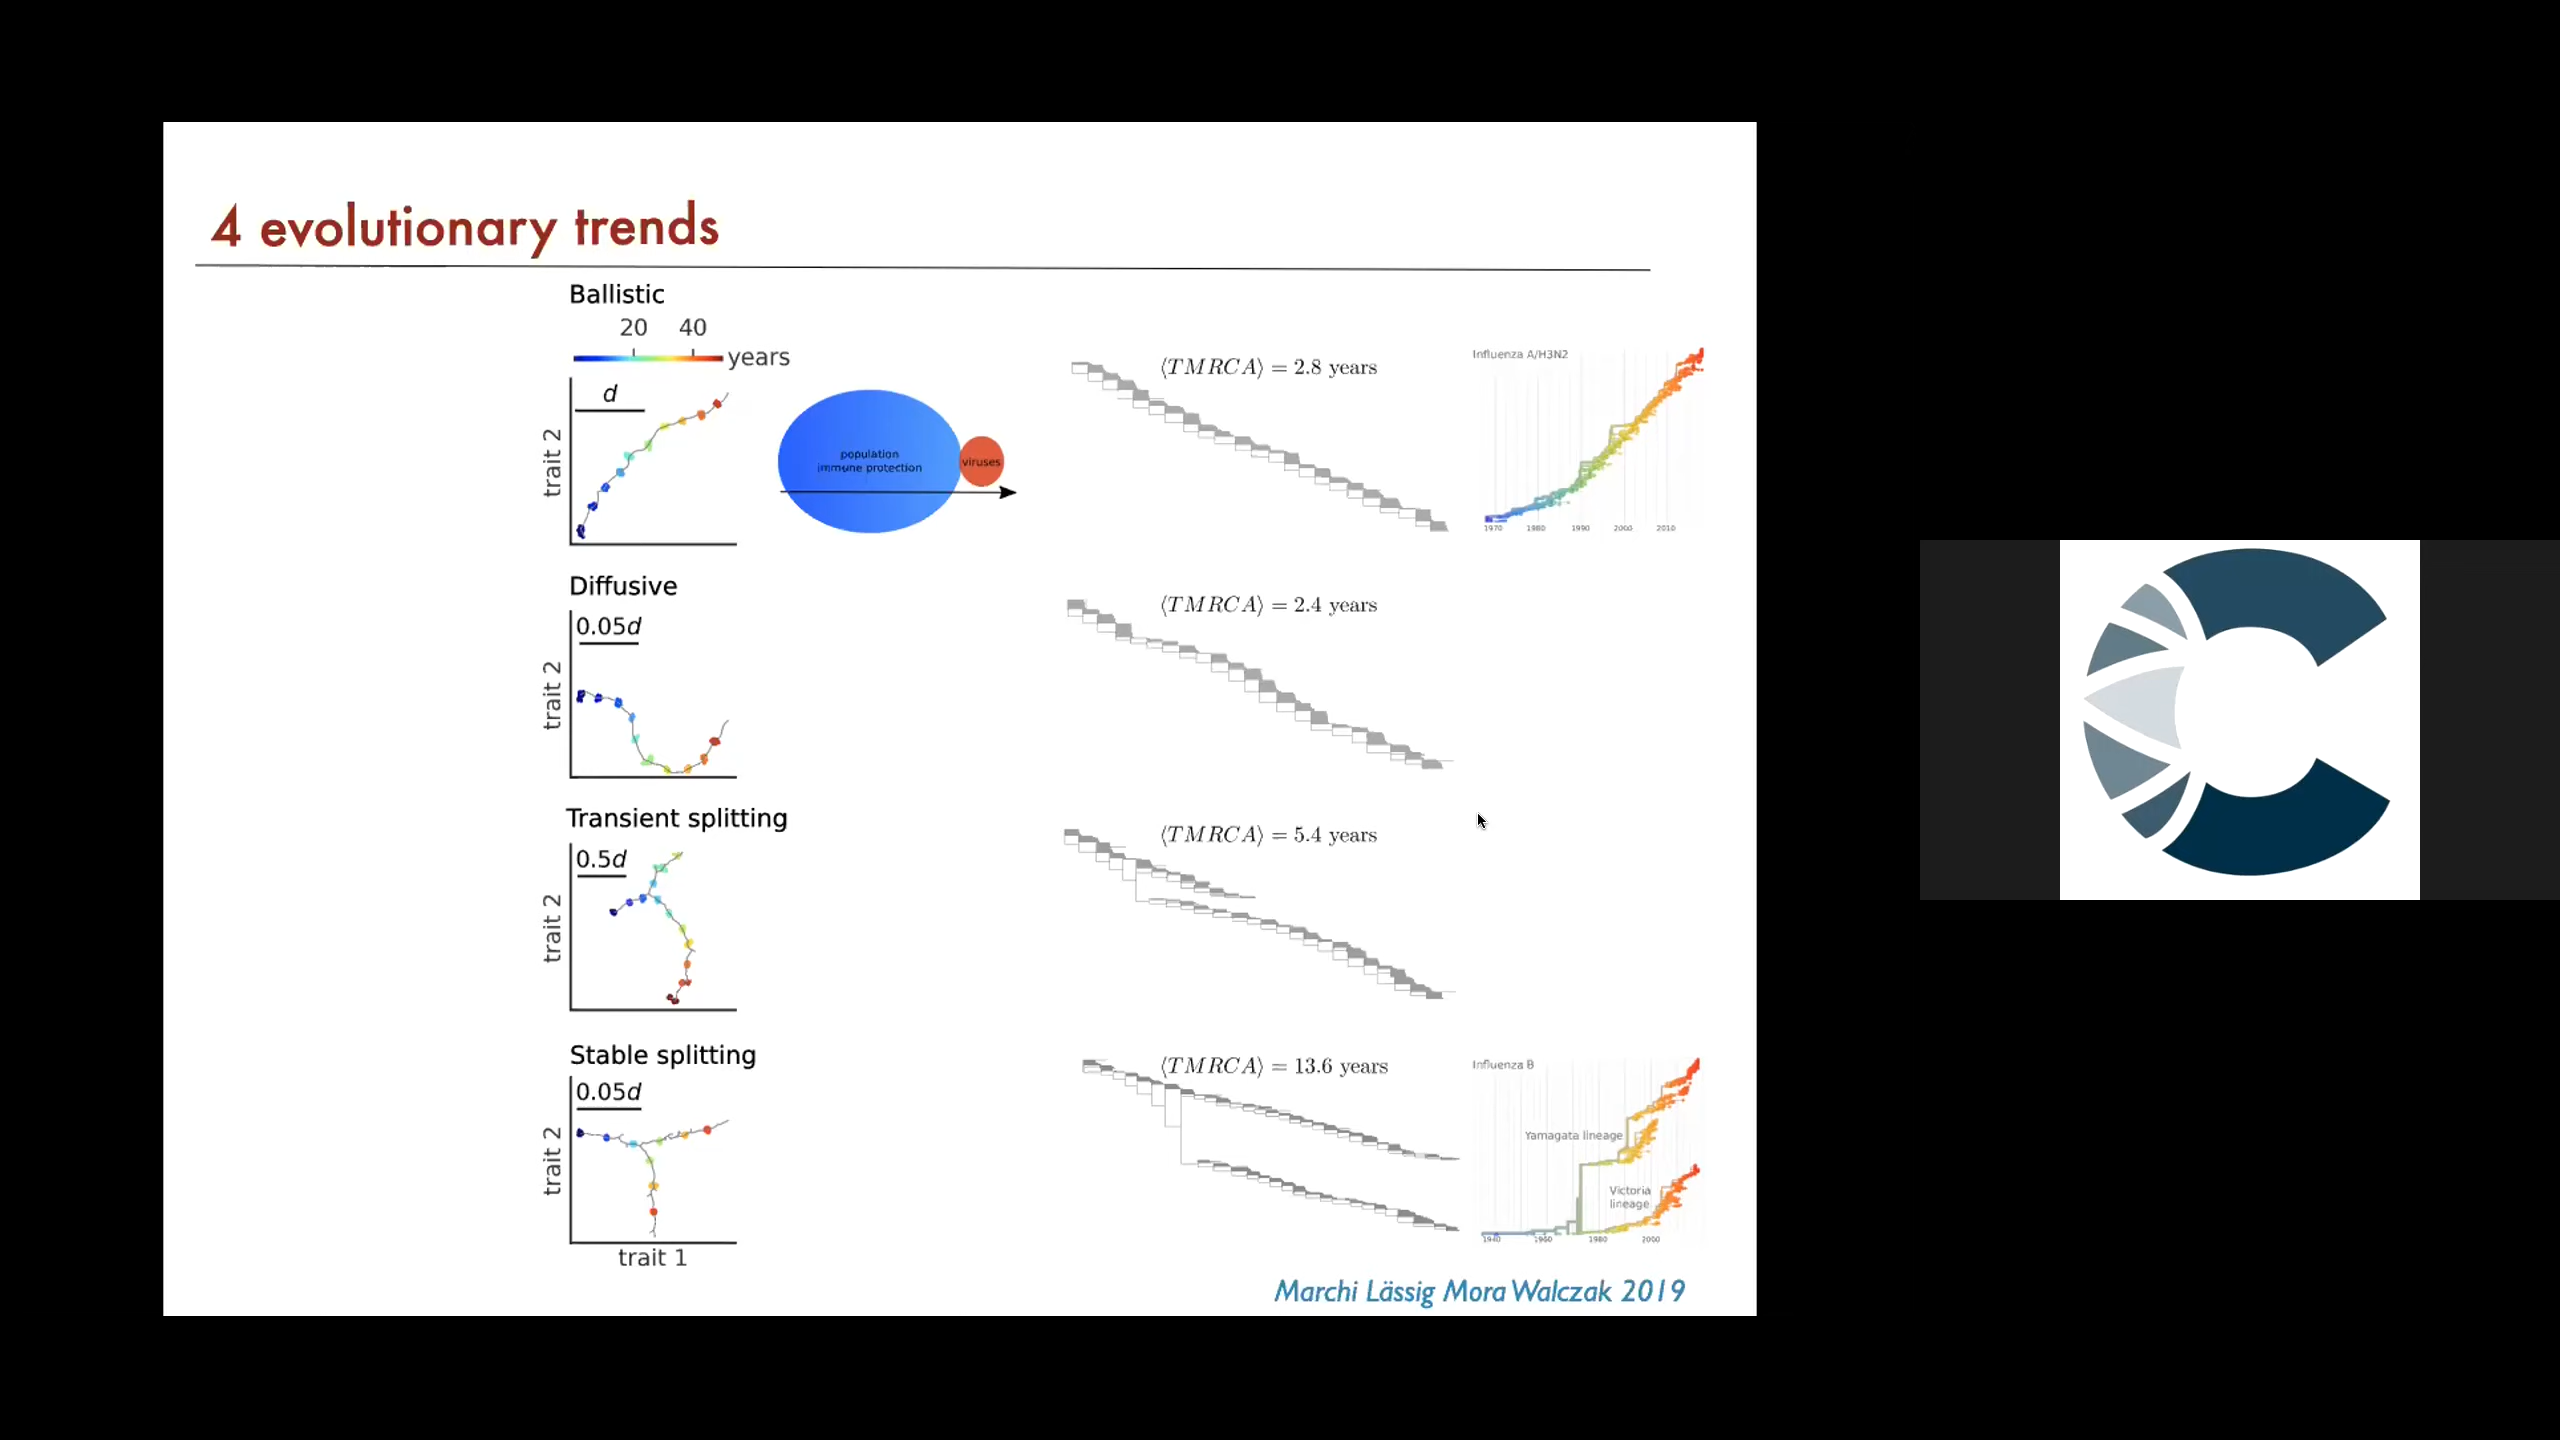 4 evolutionary trends
Ballistic
20 40
years
d
trait 2
population
immune protection
viruses
⟨TMRCA⟩ = 2.8 years
Influenza A/H3N2
1970 1980 1990 2000 2010
Diffusive
0.05d
trait 2
⟨TMRCA⟩ = 2.4 years
Transient splitting
0.5d
trait 2
⟨TMRCA⟩ = 5.4 years
Stable splitting
0.05d
trait 2
trait 1
⟨TMRCA⟩ = 13.6 years
Influenza B
Yamagata lineage
Victoria
lineage
1940 1960 1980 2000
Marchi Lässig Mora Walczak 2019